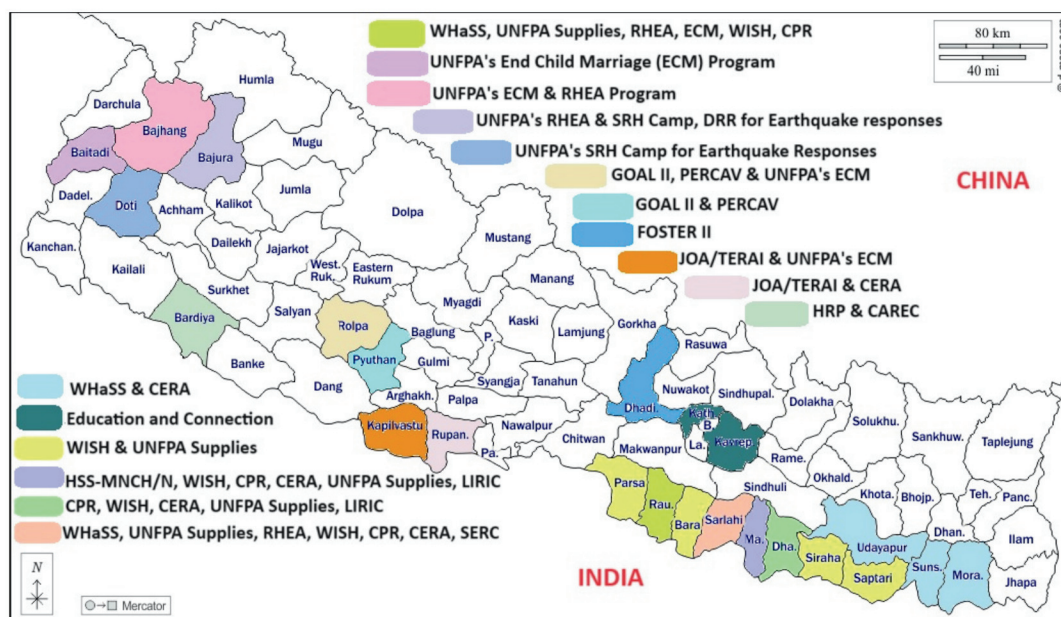 WHaSS, UNFPA Supplies, RHEA, ECM, WISH, CPR
UNFPA's End Child Marriage (ECM) Program
UNFPA's ECM & RHEA Program
UNFPA's RHEA & SRH Camp, DRR for Earthquake responses
UNFPA's SRH Camp for Earthquake Responses
GOAL II, PERCAV & UNFPA's ECM
GOAL II & PERCAV
FOSTER II
JOA/TERAI & UNFPA's ECM
JOA/TERAI & CERA
HRP & CAREC
80 km
40 mi
CHINA
Humla
Darchula
Bajhang
Baitadi
Bajura
Mugu
Dadel.
Doti
Achham
Kalikot
Jumla
Dolpa
Kanchan.
Kailali
Dailekh
Jajarkot
Mustang
West.
Ruk.
Eastern
Rukum
Manang
Surkhet
Salyan
Myagdi
Bardiya
Rolpa
Baglung
P.
Kaski
Lamjung
Gorkha
Rasuwa
Banke
Pyuthan
Gulmi
Syangja
Tanahun
Nuwakot
Sindhupal.
Dang
Arghakh.
Palpa
Dhadi.
Kath.
B.
Dolakha
Kapilvastu
Rupan.
Nawalpur
Pa.
Chitwan
Makwanpur
La.
Kavrep.
Rame.
Solukhu.
Sankhuw.
Taplejung
Okhald.
Parsa
Rau.
Bara
Sarlahi
Sindhuli
Khota.
Bhojp.
Teh.
Panc.
Ma.
Dha.
Siraha
Udayapur
Dhan.
Ilam
Saptari
Suns.
Mora.
Jhapa
WHaSS & CERA
Education and Connection
WISH & UNFPA Supplies
HSS-MNCH/N, WISH, CPR, CERA, UNFPA Supplies, LIRIC
CPR, WISH, CERA, UNFPA Supplies, LIRIC
WHaSS, UNFPA Supplies, RHEA, WISH, CPR, CERA, SERC
INDIA
N
Mercator